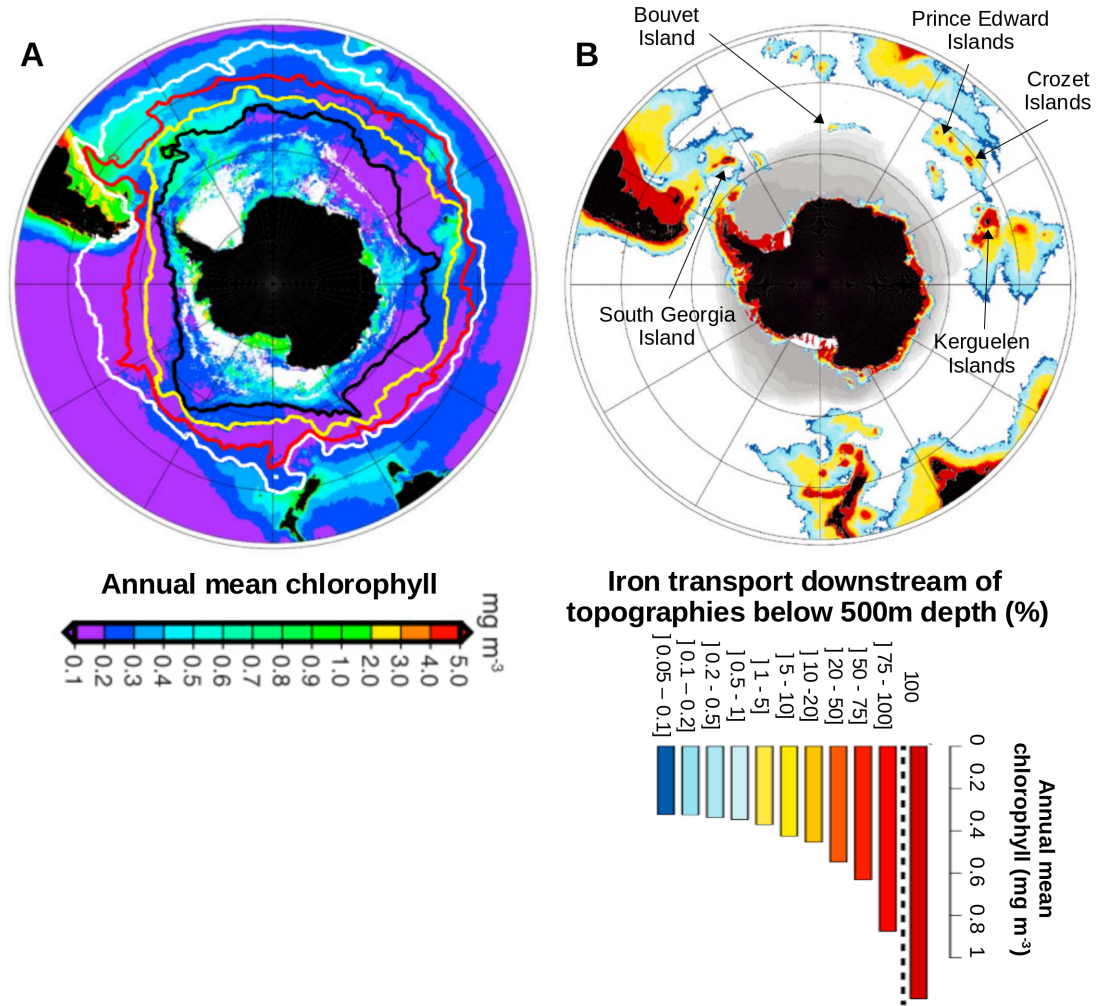 A
B
Bouvet
Island
Prince Edward
Islands
Crozet
Islands
South Georgia
Island
Kerguelen
Islands
Annual mean chlorophyll
mg m-3
0.1
0.2
0.3
0.4
0.5
0.6
0.7
0.8
0.9
1.0
2.0
3.0
4.0
5.0
Iron transport downstream of
topographies below 500m depth (%)
] 0.05 – 0.1]
] 0.1 – 0.2]
] 0.2 - 0.5]
] 0.5 - 1]
] 1 - 5]
] 5 - 10]
] 10 -20]
] 20 - 50]
] 50 - 75]
] 75 - 100]
100
0
0.2
0.4
0.6
0.8
1
Annual mean
chlorophyll (mg m-3)